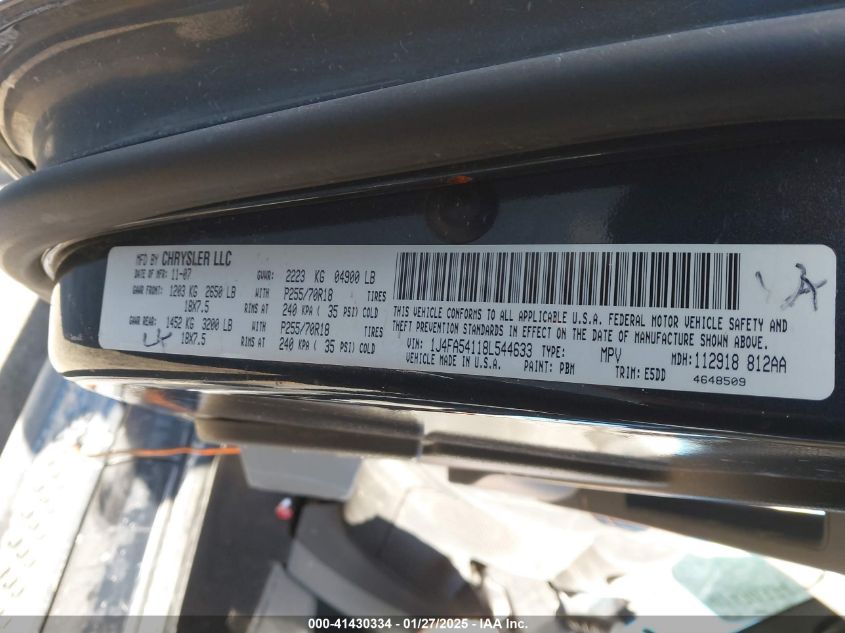 MFD BY CHRYSLER LLC
DATE OF MFR: 11-07 GVWR: 2223 KG 04900 LB
GAWR FRONT: 1203 KG 2650 LB WITH P255/70R18 TIRES
18X7.5 RIMS AT 240 KPA ( 35 PSI) COLD
GAWR REAR: 1452 KG 3200 LB WITH P255/70R18 TIRES
18X7.5 RIMS AT 240 KPA ( 35 PSI) COLD
THIS VEHICLE CONFORMS TO ALL APPLICABLE U.S.A. FEDERAL MOTOR VEHICLE SAFETY AND
THEFT PREVENTION STANDARDS IN EFFECT ON THE DATE OF MANUFACTURE SHOWN ABOVE.
VIN: 1J4FA54118L544633 TYPE: MPV MDH: 112918 812AA
VEHICLE MADE IN U.S.A. PAINT: PBM TRIM: E5DD
4648509
000-41430334 - 01/27/2025 - IAA Inc.